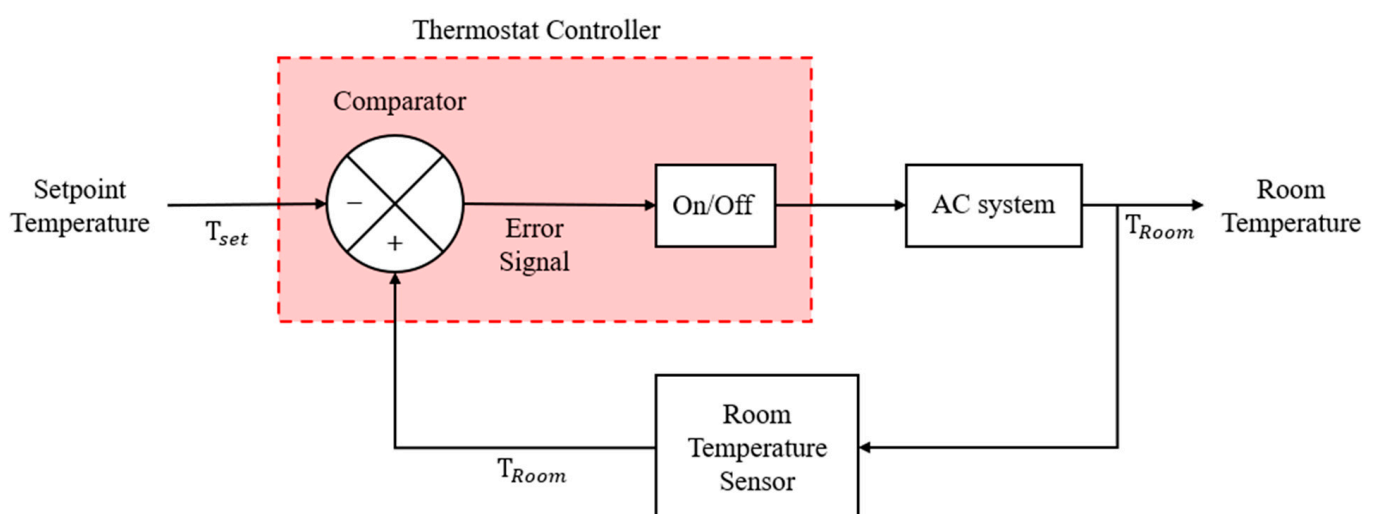 Thermostat Controller
Comparator
Setpoint
Temperature
T_set
−
+
Error
Signal
On/Off
AC system
T_Room
Room
Temperature
Room
Temperature
Sensor
T_Room